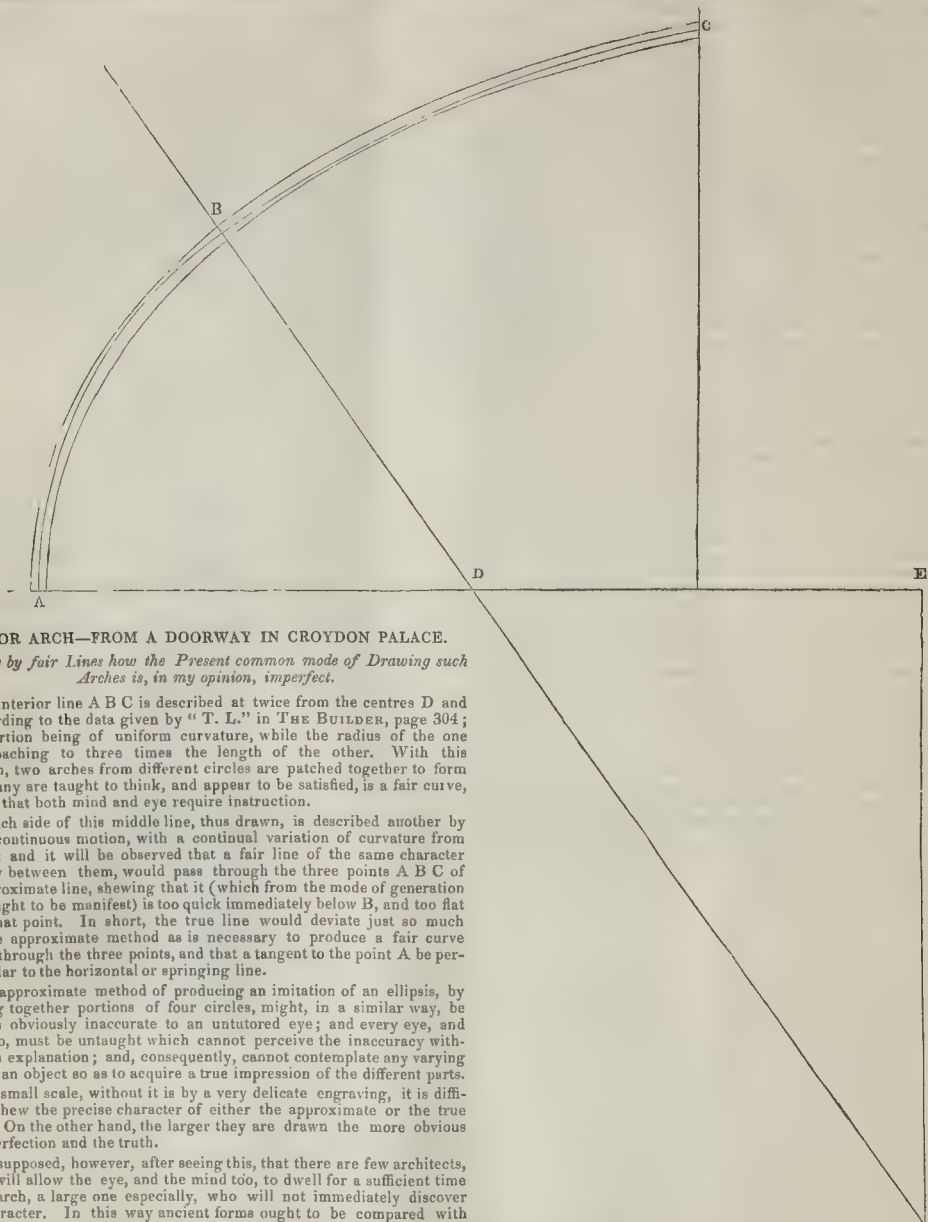 C
B
D
E
A
OR ARCH—FROM A DOORWAY IN CROYDON PALACE.
by fair Lines how the Present common mode of Drawing such
Arches is, in my opinion, imperfect.
nterior line A B C is described at twice from the centres D and
rding to the data given by “ T. L.” in THE BUILDER, page 304 ;
rtion being of uniform curvature, while the radius of the one
oaching to three times the length of the other. With this
n, two arches from different circles are patched together to form
any are taught to think, and appear to be satisfied, is a fair curve,
that both mind and eye require instruction.
ch side of this middle line, thus drawn, is described another by
continuous motion, with a continual variation of curvature from
; and it will be observed that a fair line of the same character
y between them, would pass through the three points A B C of
roximate line, shewing that it (which from the mode of generation
ught to be manifest) is too quick immediately below B, and too flat
hat point. In short, the true line would deviate just so much
e approximate method as is necessary to produce a fair curve
through the three points, and that a tangent to the point A be per-
lar to the horizontal or springing line.
approximate method of producing an imitation of an ellipsis, by
g together portions of four circles, might, in a similar way, be
obviously inaccurate to an untutored eye ; and every eye, and
o, must be untaught which cannot perceive the inaccuracy with-
n explanation ; and, consequently, cannot contemplate any varying
an object so as to acquire a true impression of the different parts.
small scale, without it is by a very delicate engraving, it is diffi-
hew the precise character of either the approximate or the true
On the other hand, the larger they are drawn the more obvious
rfection and the truth.
supposed, however, after seeing this, that there are few architects,
will allow the eye, and the mind too, to dwell for a sufficient time
arch, a large one especially, who will not immediately discover
racter. In this way ancient forms ought to be compared with